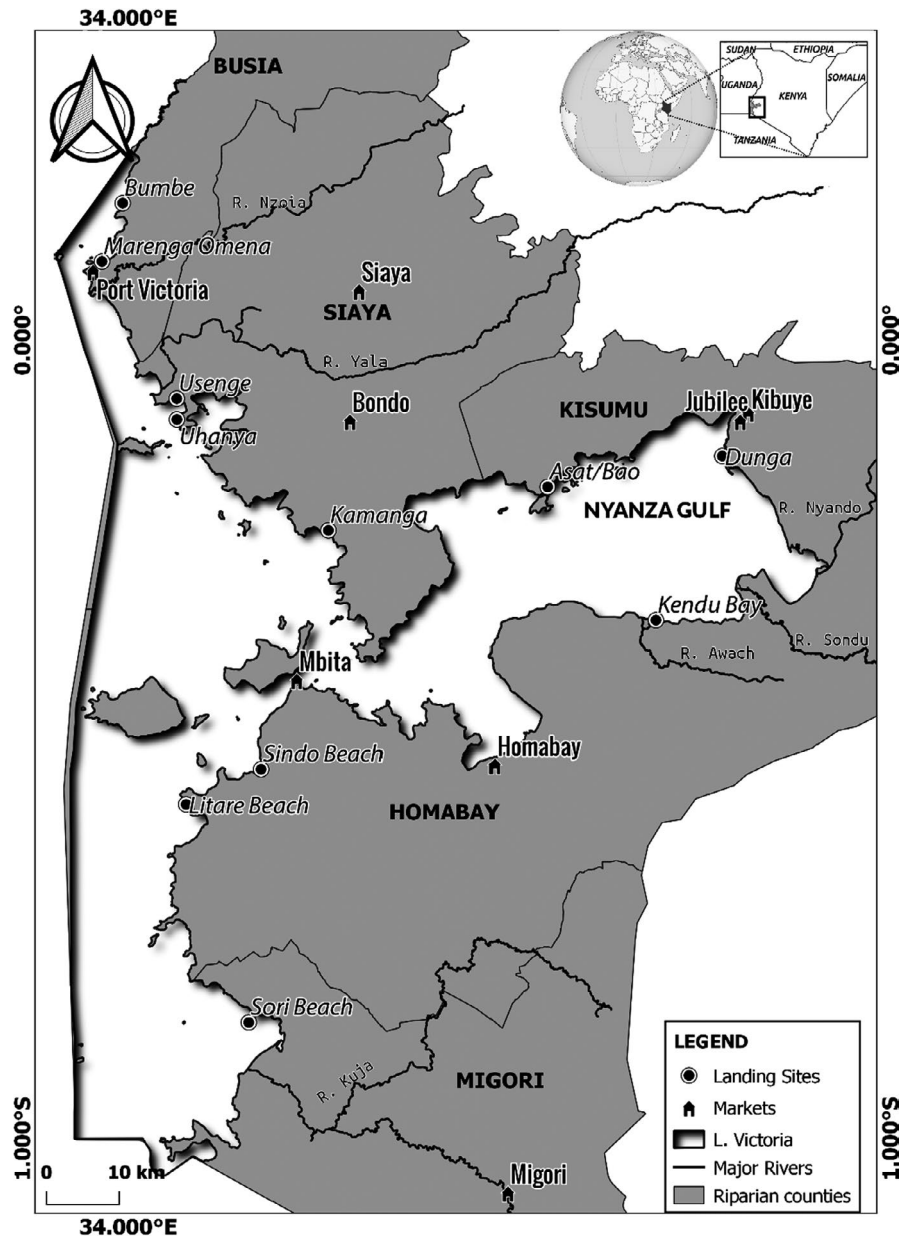 34.000°E
BUSIA
SUDAN
ETHIOPIA
UGANDA
KENYA
SOMALIA
TANZANIA
Bumbe
R. Nzoia
Marenga Omena
Port Victoria
Siaya
SIAYA
0.000°
0.000°
R. Yala
Usenge
Uhanya
Bondo
KISUMU
Jubilee
Kibuye
Dunga
Asat/Bao
NYANZA GULF
R. Nyando
Kamanga
Kendu Bay
R. Sondu
R. Awach
Mbita
Sindo Beach
Homabay
Litare Beach
HOMABAY
Sori Beach
R. Kuja
MIGORI
Migori
LEGEND
Landing Sites
Markets
L. Victoria
Major Rivers
Riparian counties
1.000°S
1.000°S
0 10 km
34.000°E